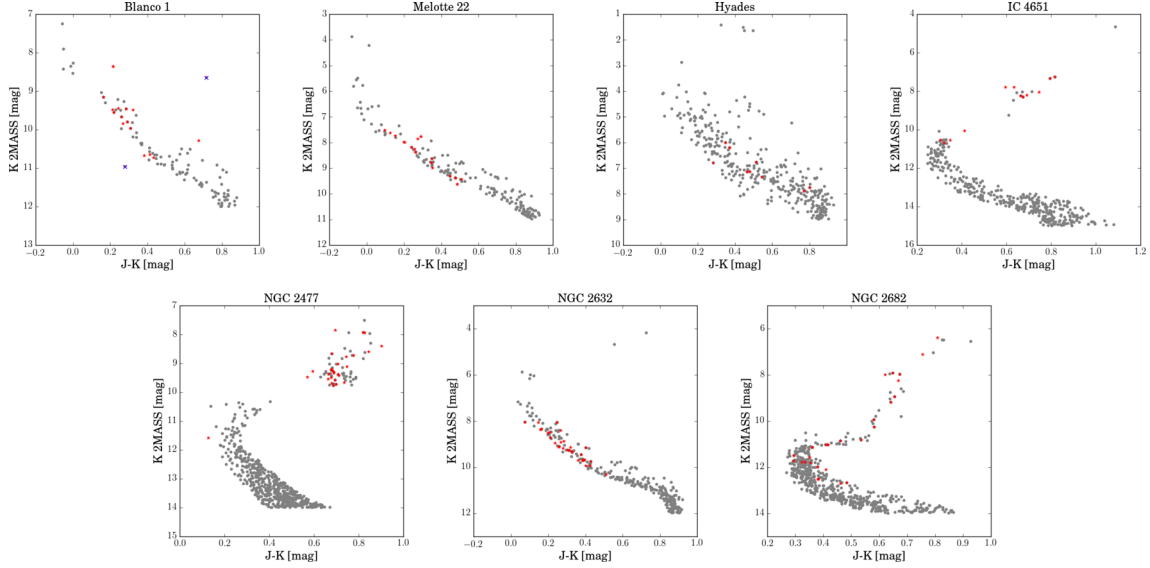 Blanco 1
7
8
9
10
11
12
13
K 2MASS [mag]
−0.2 0.0 0.2 0.4 0.6 0.8 1.0
J-K [mag]
Melotte 22
2
3
4
5
6
7
8
9
10
11
12
K 2MASS [mag]
−0.2 0.0 0.2 0.4 0.6 0.8 1.0
J-K [mag]
Hyades
1
2
3
4
5
6
7
8
9
10
K 2MASS [mag]
0.0 0.2 0.4 0.6 0.8
J-K [mag]
IC 4651
4
6
8
10
12
14
16
K 2MASS [mag]
0.2 0.4 0.6 0.8 1.0 1.2
J-K [mag]
NGC 2477
7
8
9
10
11
12
13
14
15
K 2MASS [mag]
0.0 0.2 0.4 0.6 0.8 1.0
J-K [mag]
NGC 2632
4
6
8
10
12
K 2MASS [mag]
−0.2 0.0 0.2 0.4 0.6 0.8 1.0
J-K [mag]
NGC 2682
6
8
10
12
14
K 2MASS [mag]
0.2 0.3 0.4 0.5 0.6 0.7 0.8 0.9 1.0
J-K [mag]